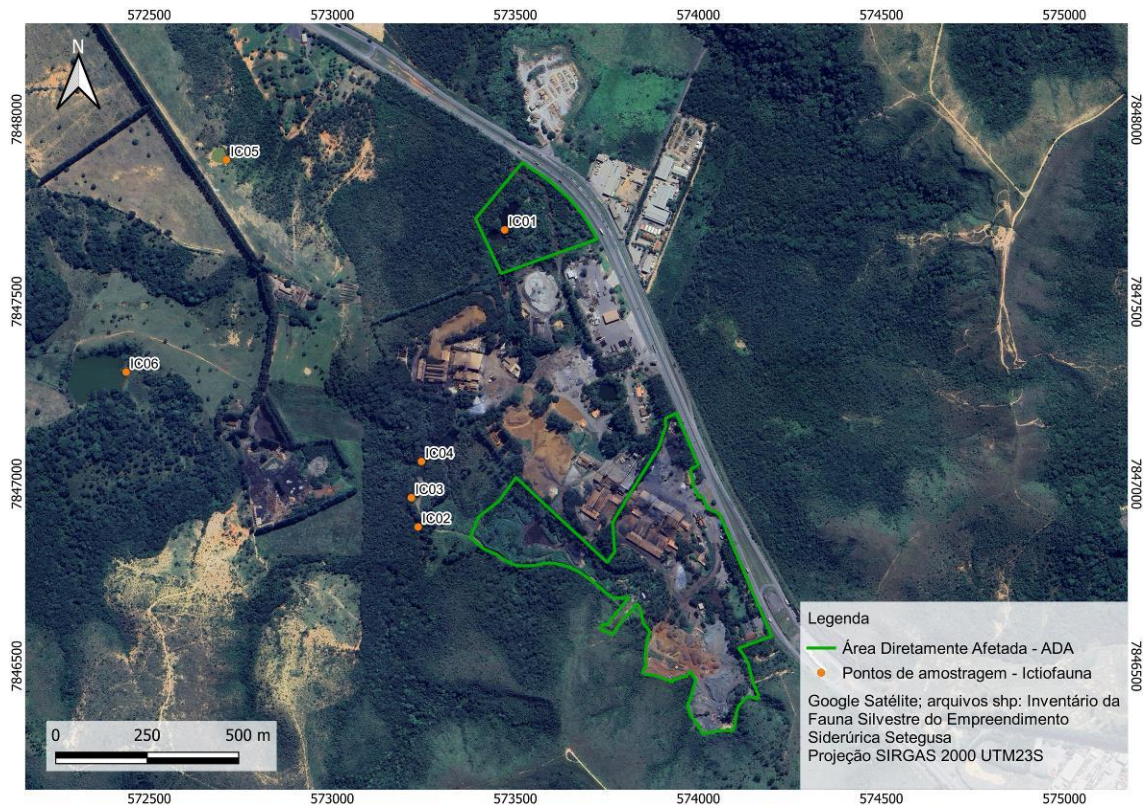 572500 573000 573500 574000 574500 575000
N
7848000 7848000
IC05
IC01
7847500 7847500
IC06
IC04
7847000 7847000
IC03
IC02
Legenda
Área Diretamente Afetada - ADA
Pontos de amostragem - Ictiofauna
Google Satélite; arquivos shp: Inventário da
Fauna Silvestre do Empreendimento
Siderúrica Setegusa
Projeção SIRGAS 2000 UTM23S
7846500 7846500
0 250 500 m
572500 573000 573500 574000 574500 575000